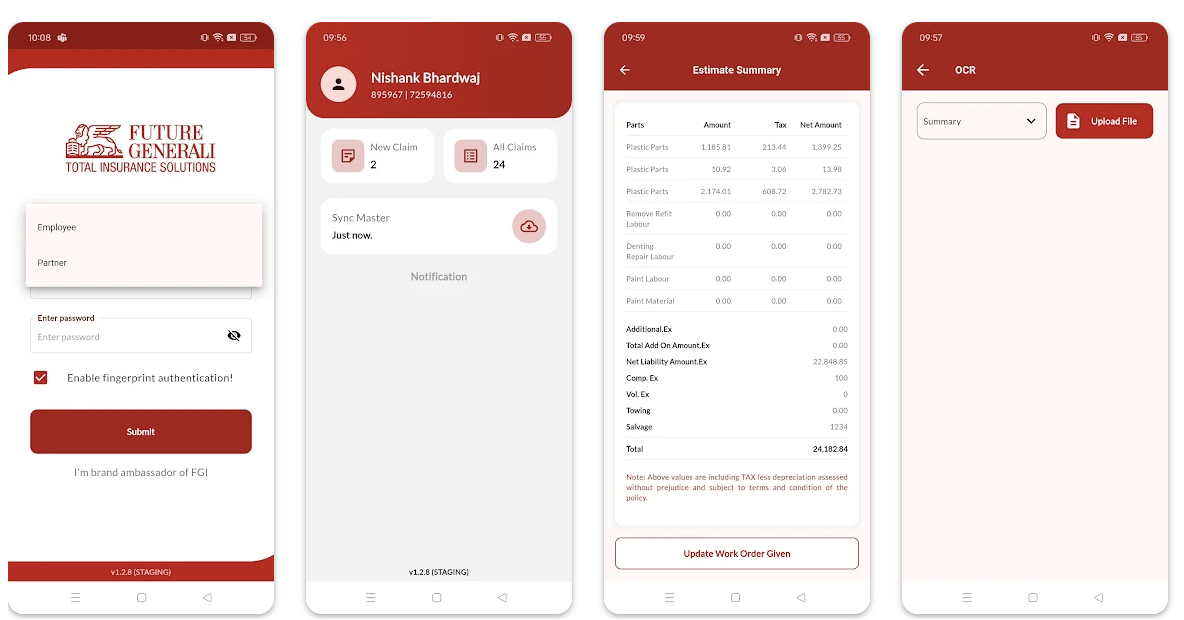 10:08
54
FUTURE
GENERALI
TOTAL INSURANCE SOLUTIONS
Employee
Partner
Enter password
Enter password
Enable fingerprint authentication!
Submit
I'm brand ambassador of FGI
v1.2.8 (STAGING)
09:56
55
Nishank Bhardwaj
895967 | 72594816
New Claim
2
All Claims
24
Sync Master
Just now.
Notification
v1.2.8 (STAGING)
09:59
55
Estimate Summary
Parts Amount Tax Net Amount
Plastic Parts 1,185.81 213.44 1,399.25
Plastic Parts 10.92 3.06 13.98
Plastic Parts 2,174.01 608.72 2,782.73
Remove Refit 0.00 0.00 0.00
Labour
Denting 0.00 0.00 0.00
Repair Labour
Paint Labour 0.00 0.00 0.00
Paint Material 0.00 0.00 0.00
Additional.Ex 0.00
Total Add On Amount.Ex 0.00
Net Liability Amount.Ex 22,848.85
Comp. Ex 100
Vol. Ex 0
Towing 0.00
Salvage 1234
Total 24,182.84
Note: Above values are including TAX less depreciation assessed
without prejudice and subject to terms and condition of the
policy.
Update Work Order Given
09:57
55
OCR
Summary
Upload File